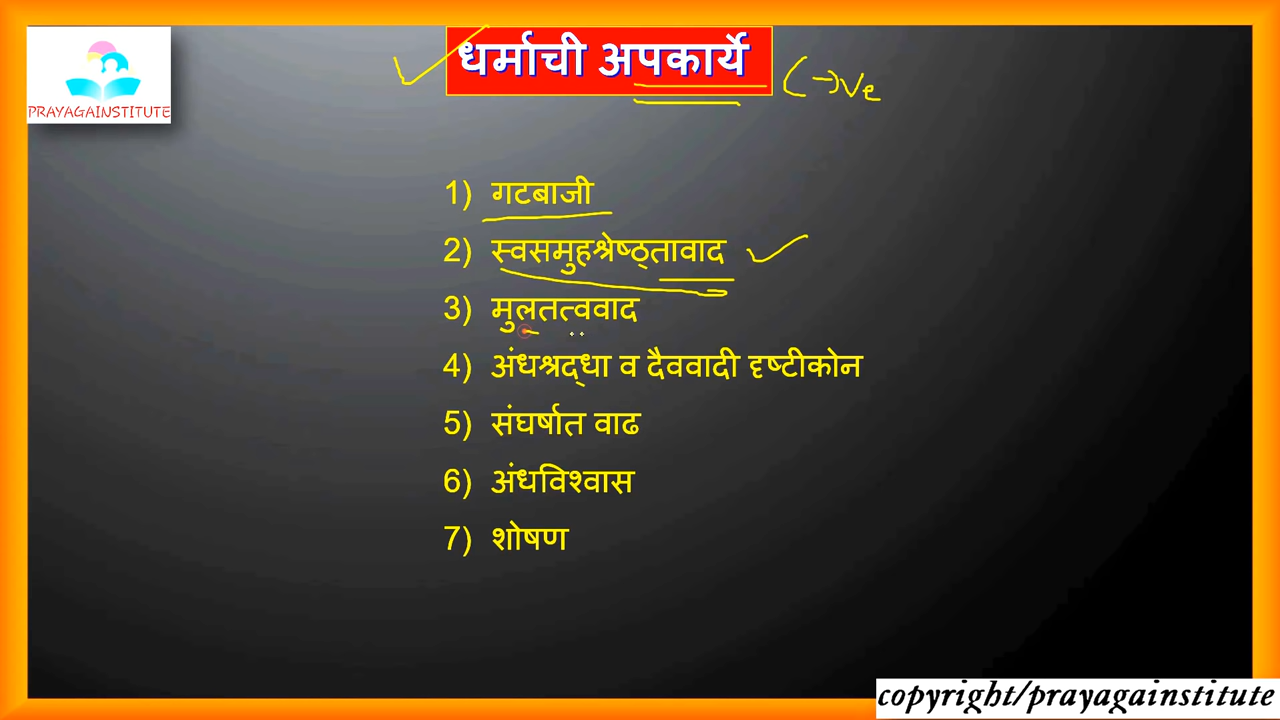 धर्माची अपकार्ये (-)ve
PRAYAGAINSTITUTE
1) गटबाजी
2) स्वसमुहश्रेष्ठ्तावाद
3) मुलतत्ववाद
4) अंधश्रद्धा व दैववादी दृष्टीकोन
5) संघर्षात वाढ
6) अंधविश्वास
7) शोषण
copyright/prayagainstitute